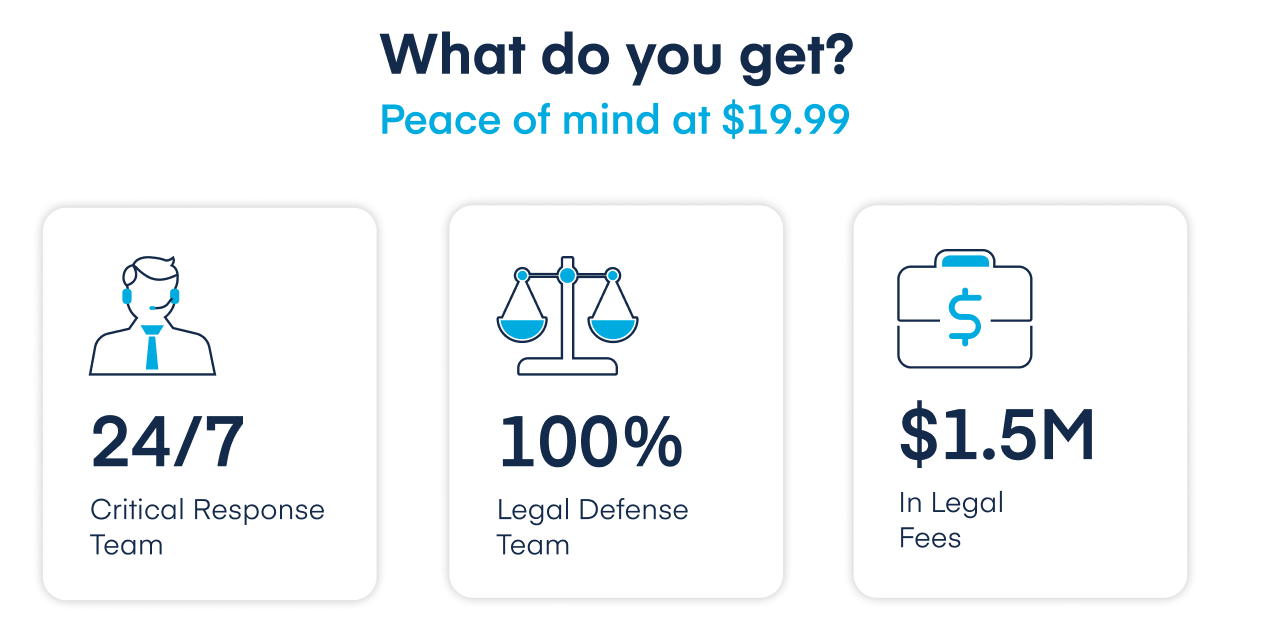 What do you get?
Peace of mind at $19.99
24/7
Critical Response
Team
100%
Legal Defense
Team
$
$1.5M
In Legal
Fees